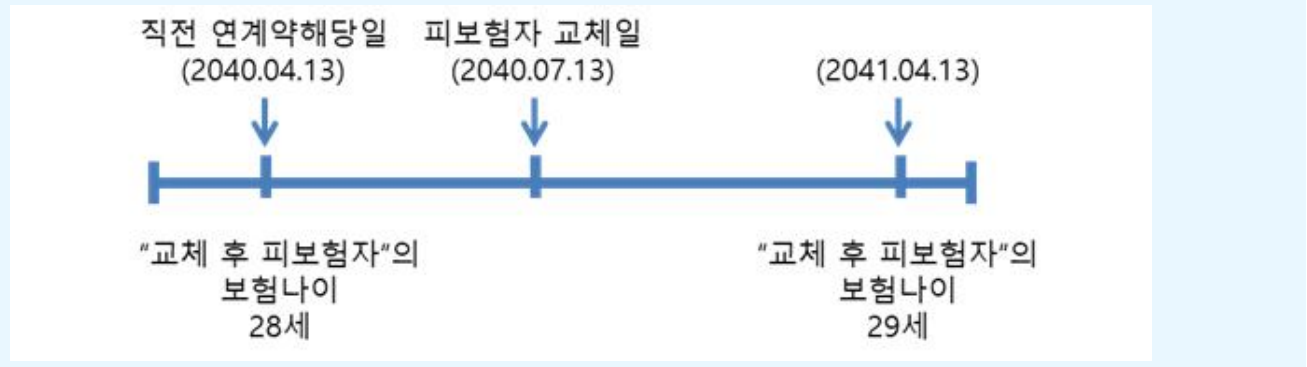 직전 연계약해당일
(2040.04.13)
피보험자 교체일
(2040.07.13)
(2041.04.13)
“교체 후 피보험자“의
보험나이
28세
“교체 후 피보험자“의
보험나이
29세